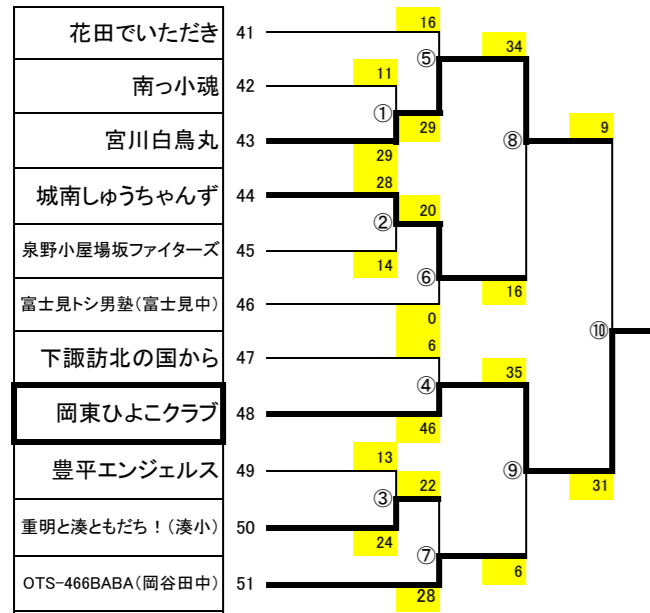 花田でいただき 41 16
⑤ 34
南っ小魂 42 11
① 9
宮川白鳥丸 43 29 29 ⑧
城南しゅうちゃんず 44 28 20
②
泉野小屋場坂ファイターズ 45 14
⑥ 16
富士見トシ男塾(富士見中) 46 0
⑩
下諏訪北の国から 47 6
④ 35
岡東ひよこクラブ 48 46
豊平エンジェルス 49 13 22 ⑨ 31
③
重明と湊ともだち!(湊小) 50 24
⑦ 6
OTS-466BABA(岡谷田中) 51 28